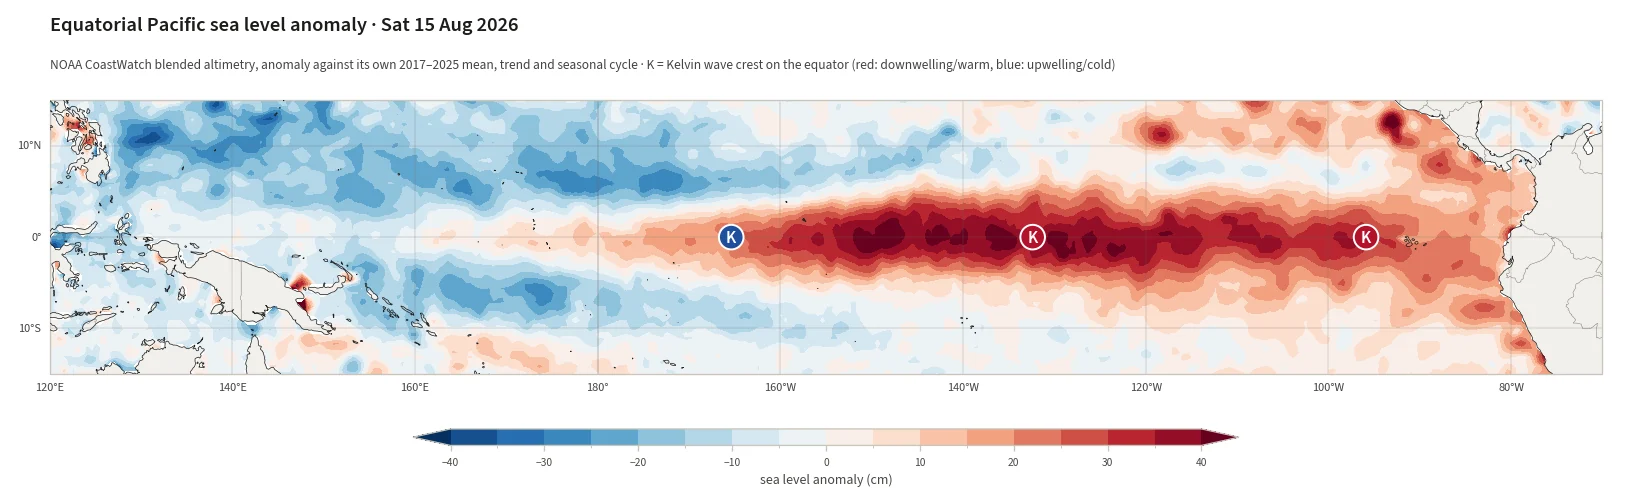 Equatorial Pacific sea level anomaly · Sat 15 Aug 2026
NOAA CoastWatch blended altimetry, anomaly against its own 2017–2025 mean, trend and seasonal cycle · K = Kelvin wave crest on the equator (red: downwelling/warm, blue: upwelling/cold)
10°N
0°
K K K
10°S
120°E 140°E 160°E 180° 160°W 140°W 120°W 100°W 80°W
−40 −30 −20 −10 0 10 20 30 40
sea level anomaly (cm)